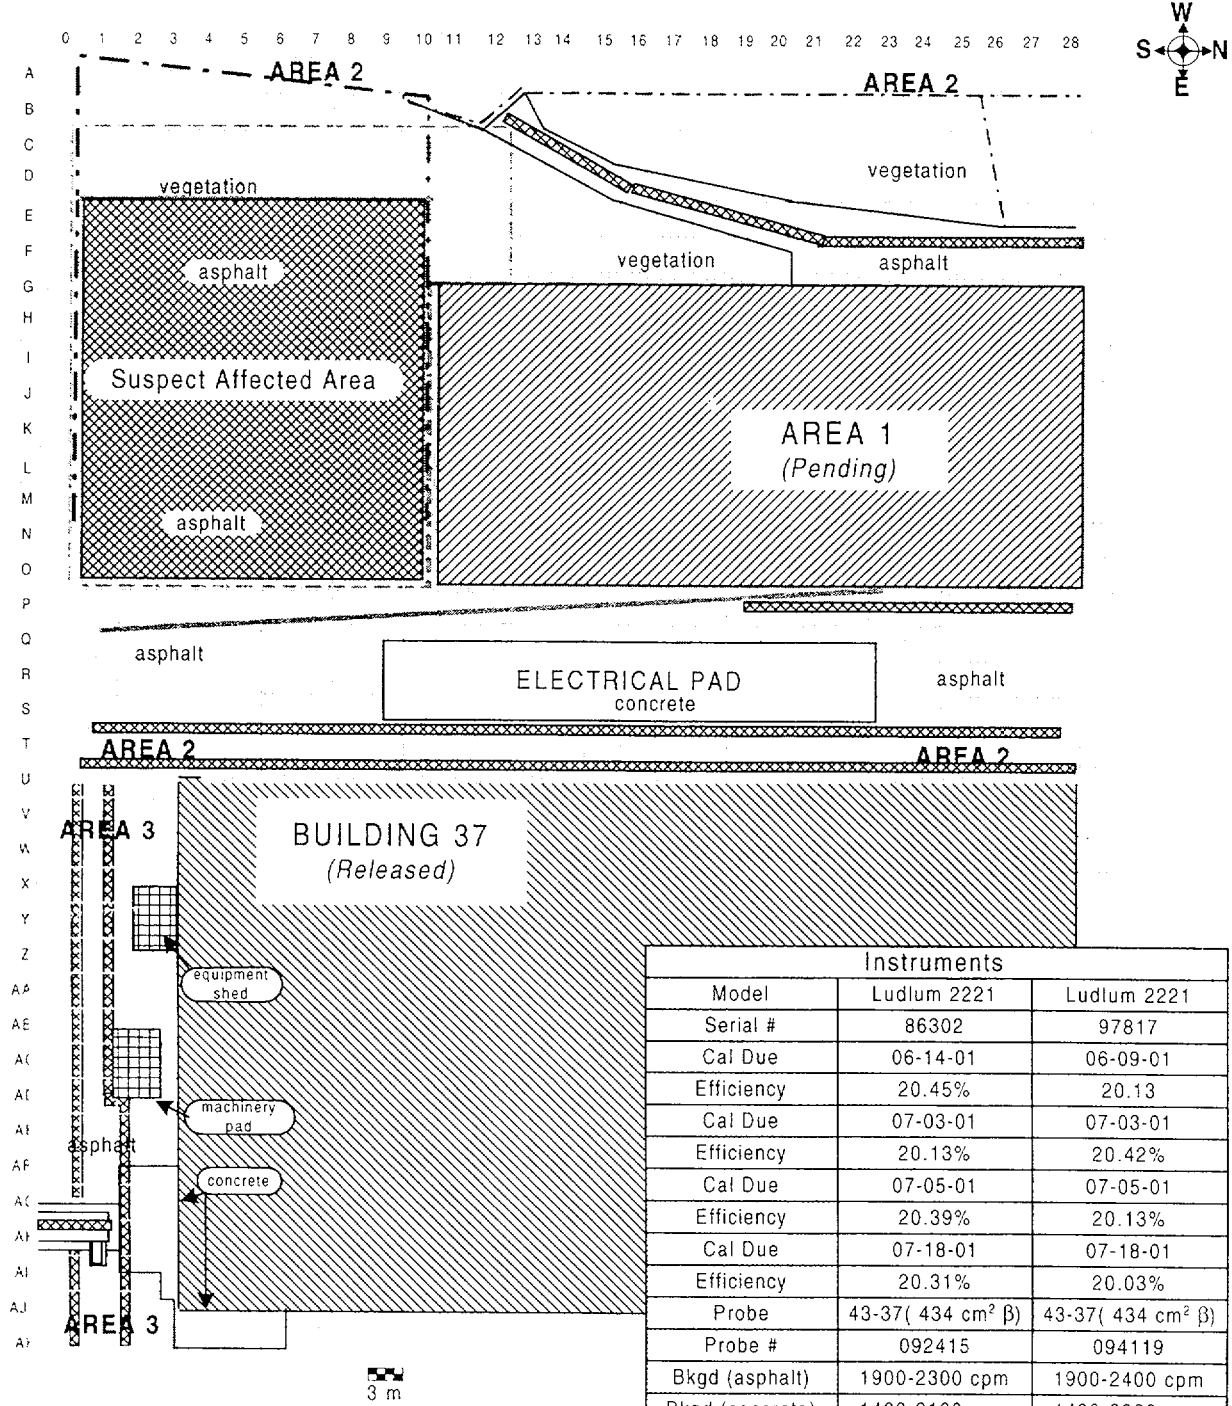 W
S N
E
0 1 2 3 4 5 6 7 8 9 10 11 12 13 14 15 16 17 18 19 20 21 22 23 24 25 26 27 28
A
AREA 2
AREA 2
B
C
D
vegetation
vegetation
E
F
asphalt
vegetation
asphalt
G
H
I
Suspect Affected Area
J
K
AREA 1
L
(Pending)
M
asphalt
N
O
P
Q
asphalt
R
ELECTRICAL PAD
asphalt
S
concrete
T
AREA 2
AREA 2
U
V
AREA 3
BUILDING 37
W
(Released)
X
Y
Z
equipment
shed
machinery
pad
asphalt
concrete
AREA 3
3 m
Instruments
Model Ludlum 2221 Ludlum 2221
Serial # 86302 97817
Cal Due 06-14-01 06-09-01
Efficiency 20.45% 20.13
Cal Due 07-03-01 07-03-01
Efficiency 20.13% 20.42%
Cal Due 07-05-01 07-05-01
Efficiency 20.39% 20.13%
Cal Due 07-18-01 07-18-01
Efficiency 20.31% 20.03%
Probe 43-37( 434 cm² β) 43-37( 434 cm² β)
Probe # 092415 094119
Bkgd (asphalt) 1900-2300 cpm 1900-2400 cpm